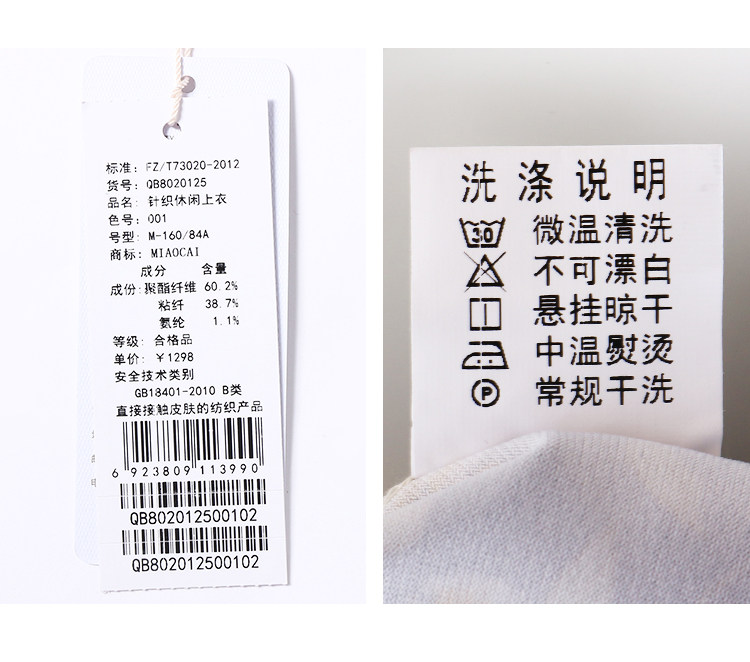 标准: FZ/T73020-2012
货号: QB8020125
品名: 针织休闲上衣
色号: 001
号型: M-160/84A
商标: MIAOCAI
成分 含量
成份: 聚酯纤维 60.2%
粘纤 38.7%
氨纶 1.1%
等级: 合格品
单价: ¥1298
安全技术类别
GB18401-2010 B类
直接接触皮肤的纺织产品
6 923809 113990
QB802012500102
QB802012500102
洗涤说明
30 微温清洗
不可漂白
悬挂晾干
中温熨烫
P 常规干洗